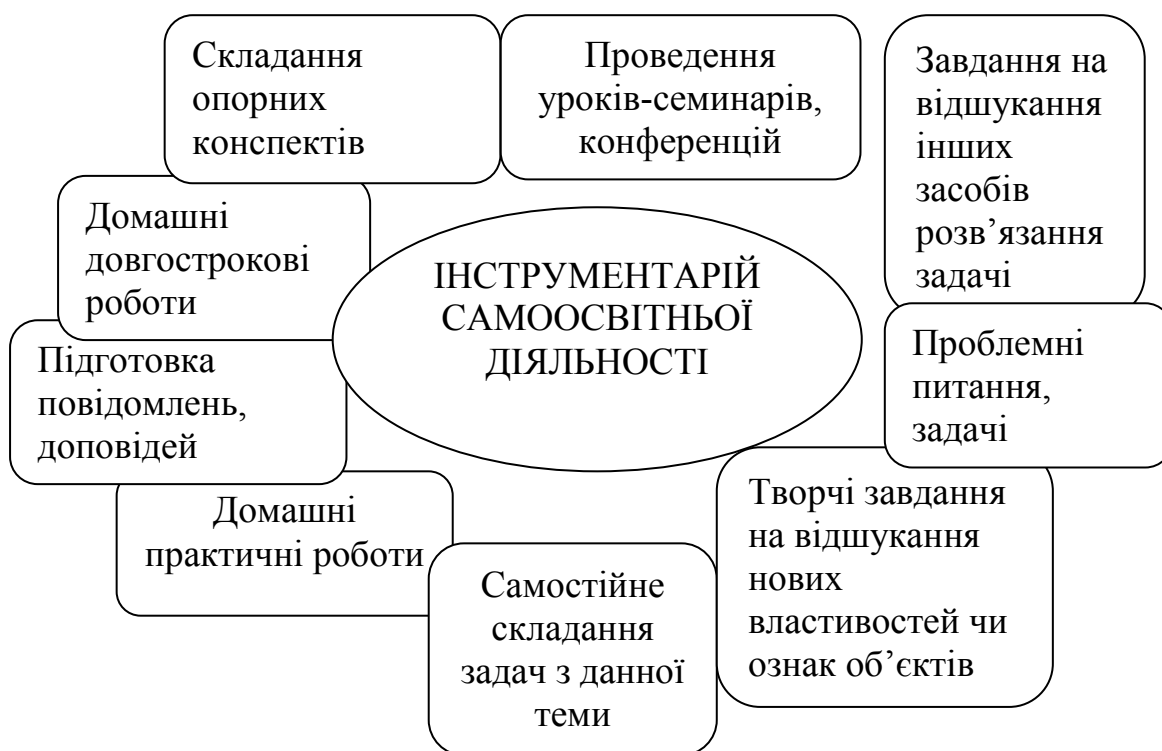 Складання
опорних
конспектів
Проведення
уроків-семинарів,
конференцій
Завдання на
відшукання
інших
засобів
розв’язання
задачі
Домашні
довгострокові
роботи
ІНСТРУМЕНТАРІЙ
САМООСВІТНЬОЇ
ДІЯЛЬНОСТІ
Проблемні
питання,
задачі
Підготовка
повідомлень,
доповідей
Творчі завдання
на відшукання
нових
властивостей чи
ознак об’єктів
Домашні
практичні роботи
Самостійне
складання
задач з данної
теми